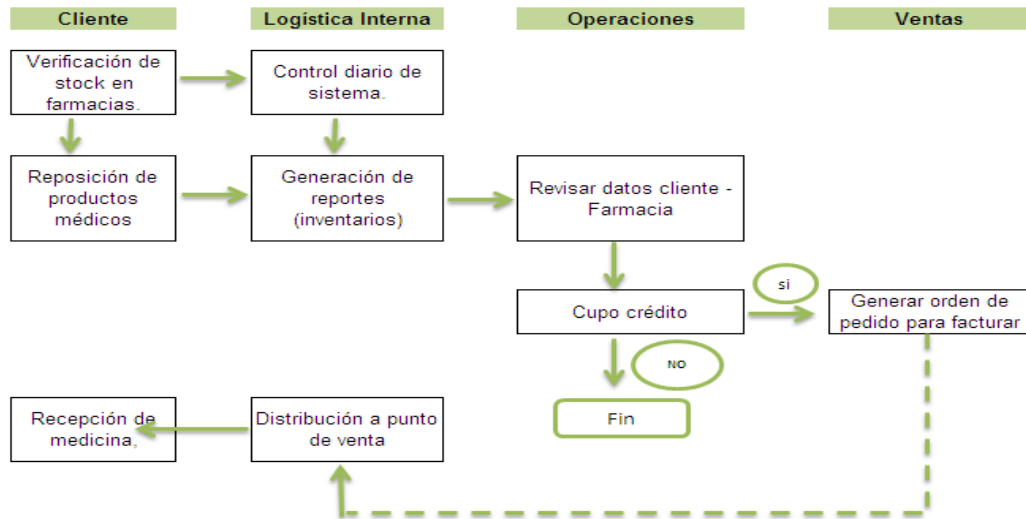 Cliente
Logística Interna
Operaciones
Ventas
Verificación de
stock en
farmacias.
Control diario de
sistema.
Reposición de
productos
médicos
Generación de
reportes
(inventarios)
Revisar datos cliente -
Farmacia
si
Cupo crédito
Generar orden de
pedido para facturar
NO
Recepción de
medicina,
Distribución a punto
de venta
Fin